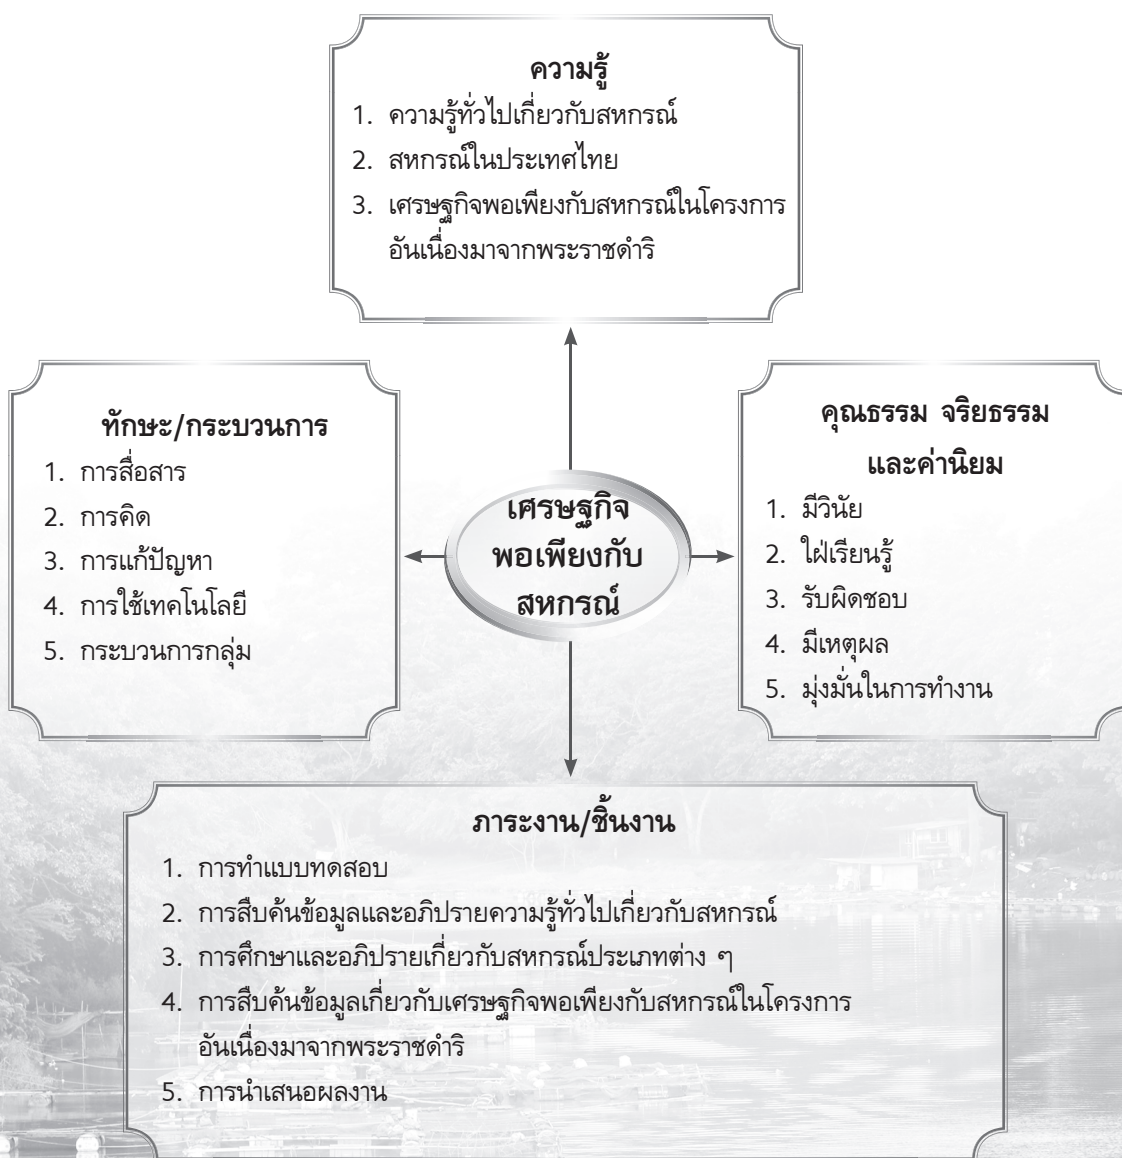 ความรู้
1. ความรู้ทั่วไปเกี่ยวกับสหกรณ์
2. สหกรณ์ในประเทศไทย
3. เศรษฐกิจพอเพียงกับสหกรณ์ในโครงการ
อันเนื่องมาจากพระราชดำริ
ทักษะ/กระบวนการ
1. การสื่อสาร
2. การคิด
3. การแก้ปัญหา
4. การใช้เทคโนโลยี
5. กระบวนการกลุ่ม
เศรษฐกิจ
พอเพียงกับ
สหกรณ์
คุณธรรม จริยธรรม
และค่านิยม
1. มีวินัย
2. ใฝ่เรียนรู้
3. รับผิดชอบ
4. มีเหตุผล
5. มุ่งมั่นในการทำงาน
ภาระงาน/ชิ้นงาน
1. การทำแบบทดสอบ
2. การสืบค้นข้อมูลและอภิปรายความรู้ทั่วไปเกี่ยวกับสหกรณ์
3. การศึกษาและอภิปรายเกี่ยวกับสหกรณ์ประเภทต่าง ๆ
4. การสืบค้นข้อมูลเกี่ยวกับเศรษฐกิจพอเพียงกับสหกรณ์ในโครงการ
อันเนื่องมาจากพระราชดำริ
5. การนำเสนอผลงาน